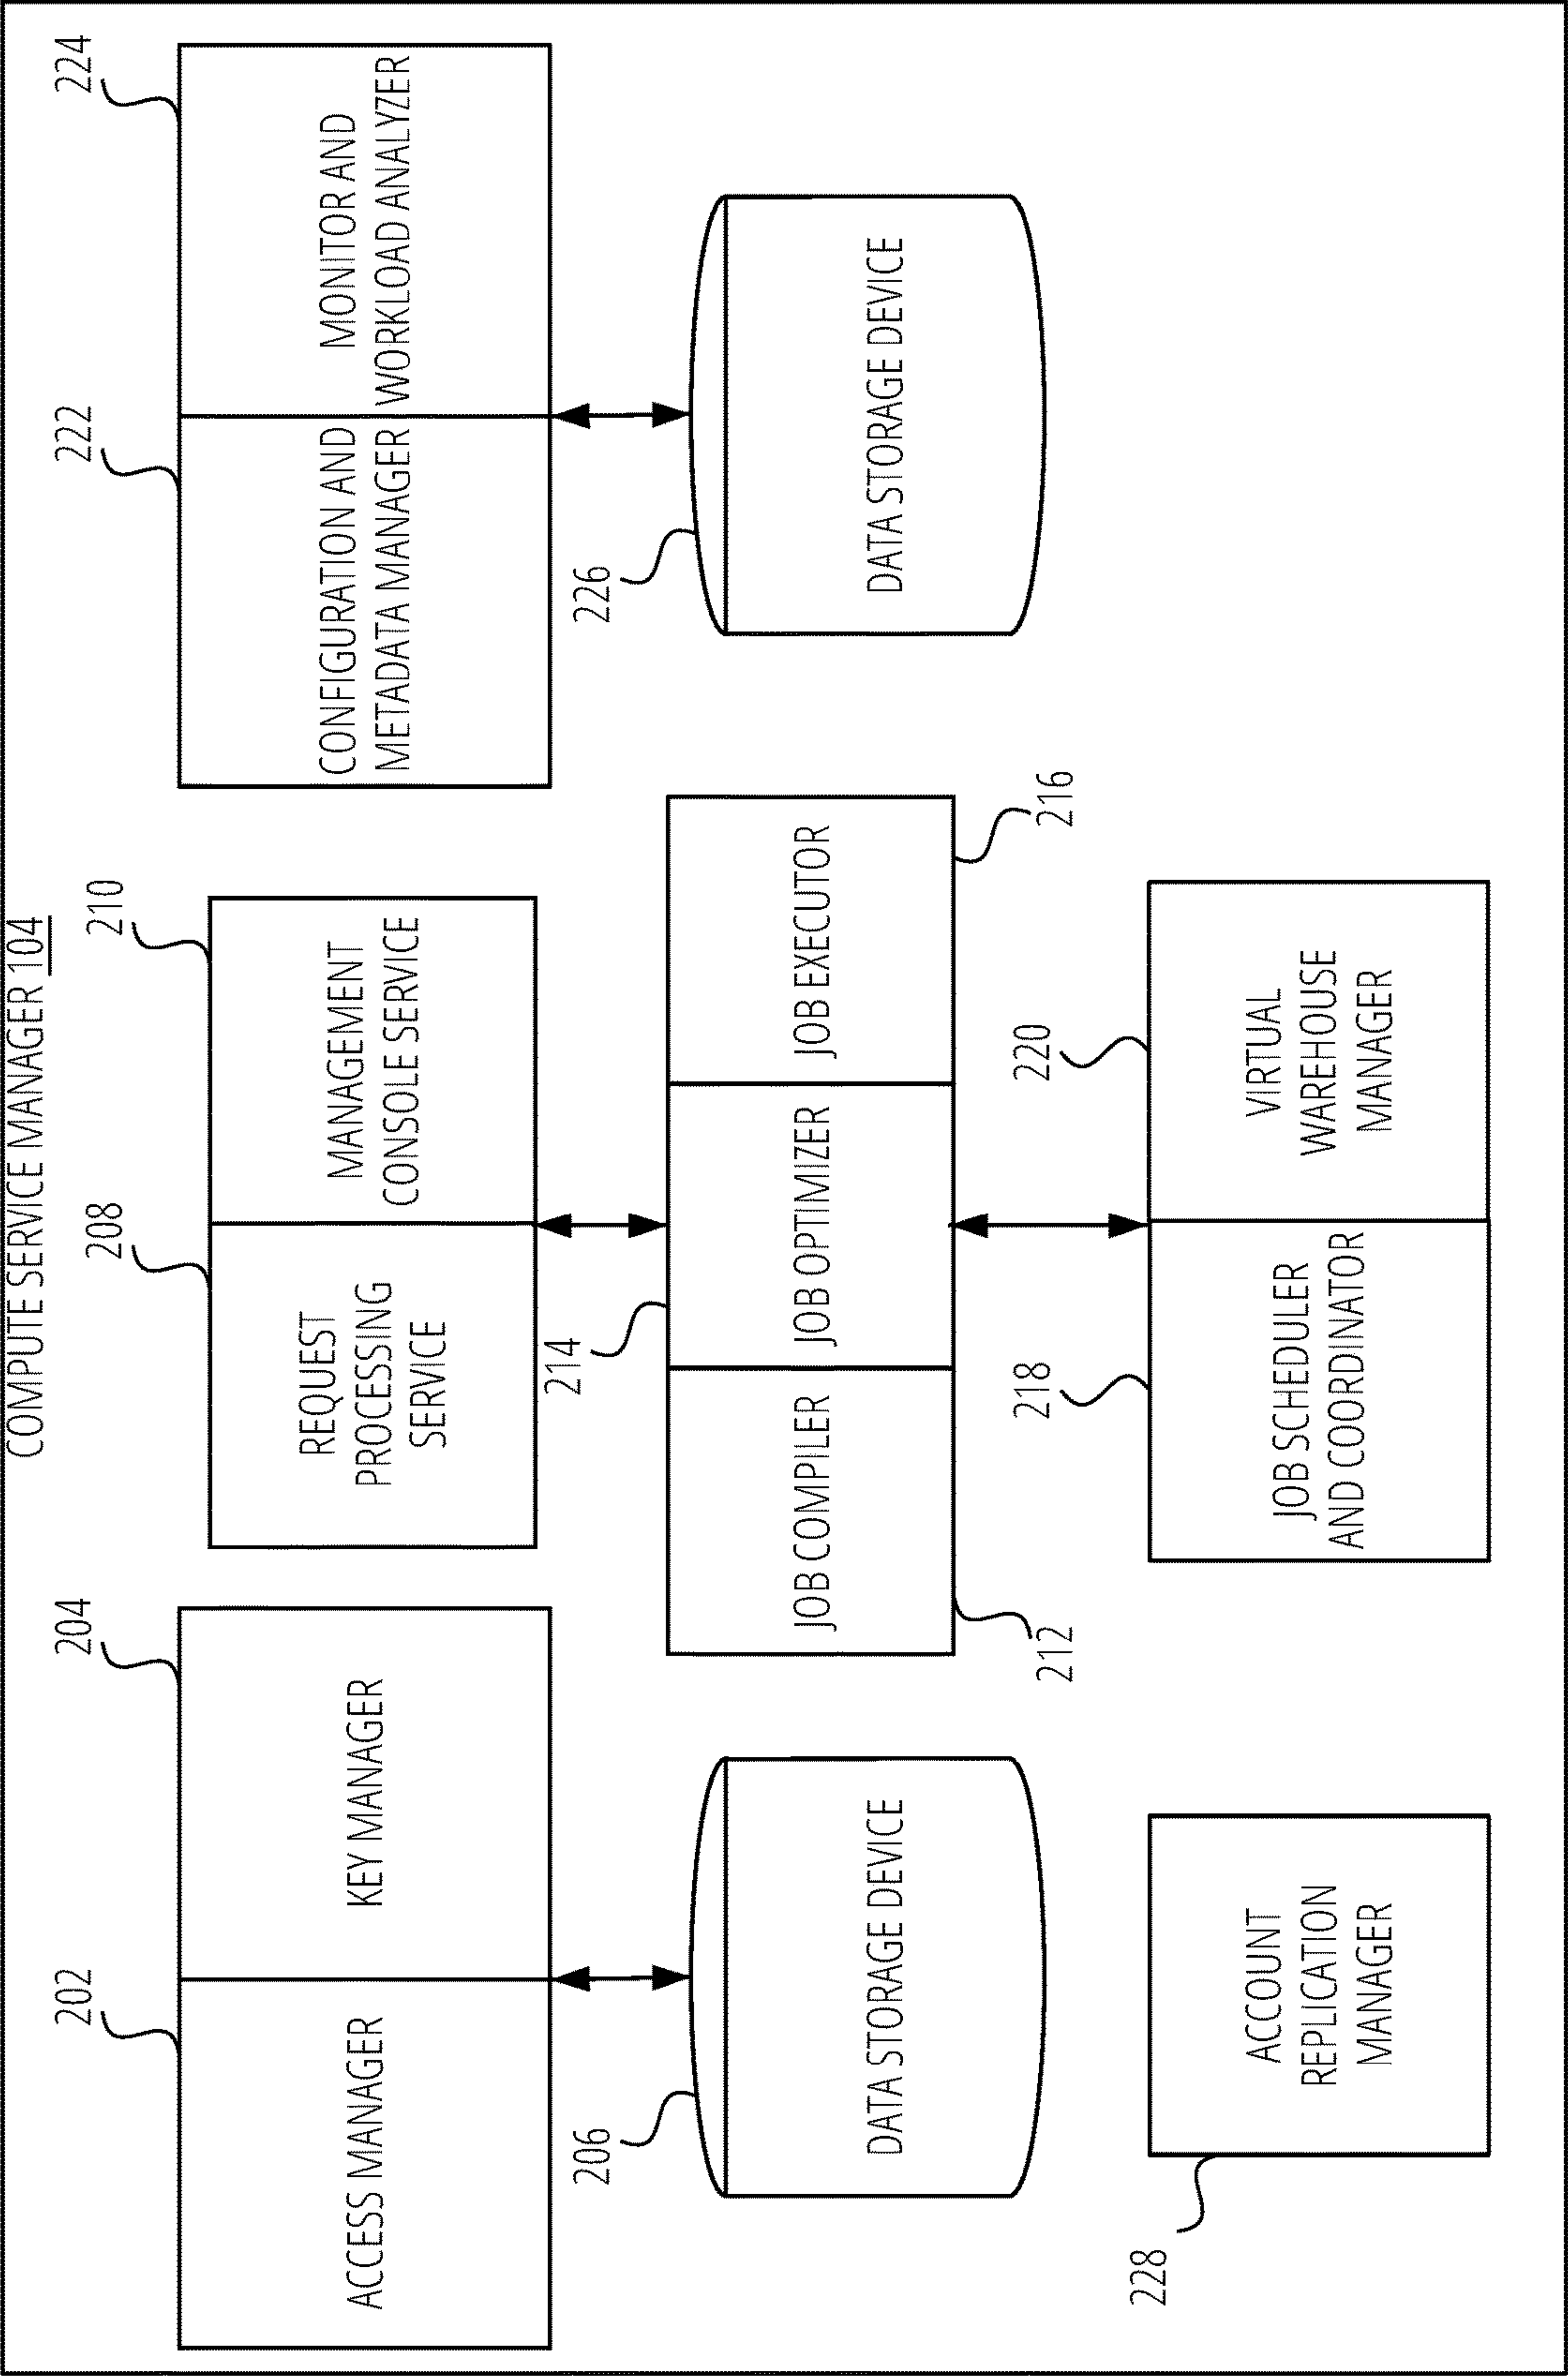 COMPUTE SERVICE MANAGER 104
202
204
ACCESS MANAGER
KEY MANAGER
206
DATA STORAGE DEVICE
228
ACCOUNT
REPLICATION
MANAGER
208
210
REQUEST
PROCESSING
SERVICE
MANAGEMENT
CONSOLE SERVICE
214
JOB COMPILER
JOB OPTIMIZER
JOB EXECUTOR
212
216
218
220
JOB SCHEDULER
AND COORDINATOR
VIRTUAL
WAREHOUSE
MANAGER
222
224
CONFIGURATION AND
METADATA MANAGER
MONITOR AND
WORKLOAD ANALYZER
226
DATA STORAGE DEVICE